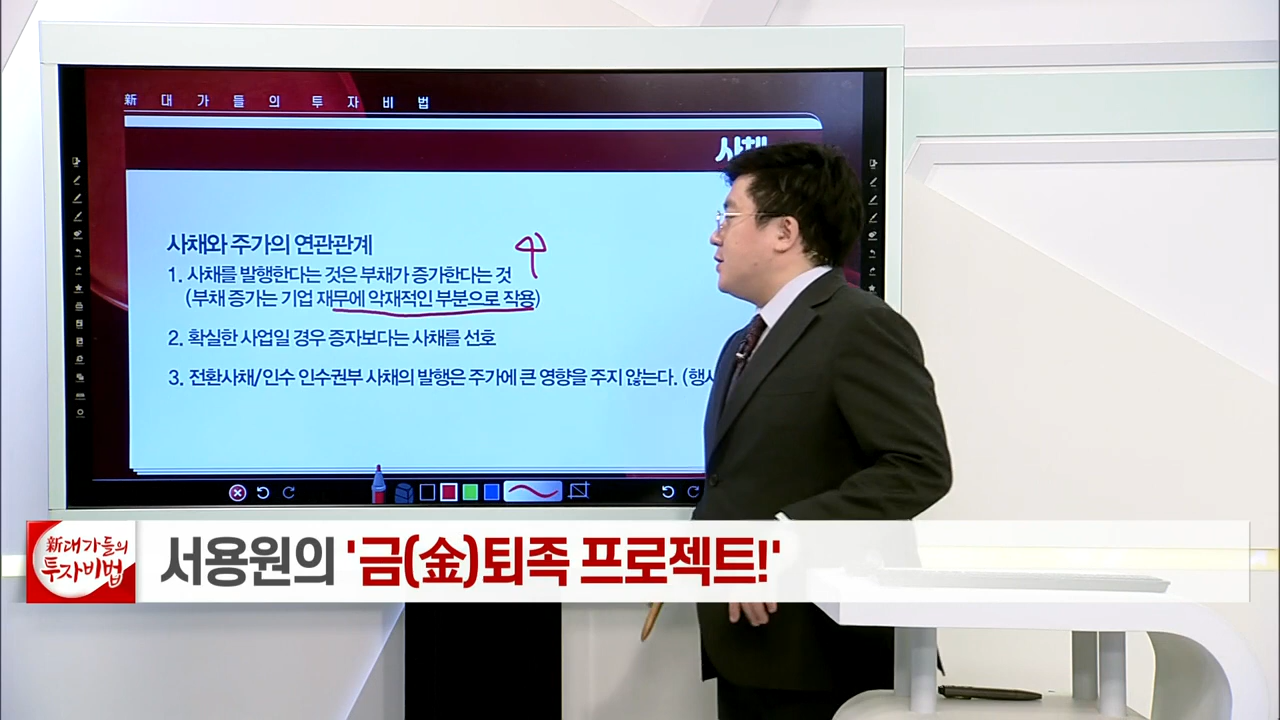 新 대 가 들 의 투 자 비 법
사채
사채와 주가의 연관관계
1. 사채를 발행한다는 것은 부채가 증가한다는 것
(부채 증가는 기업 재무에 악재적인 부분으로 작용)
2. 확실한 사업일 경우 증자보다는 사채를 선호
3. 전환사채/인수 인수권부 사채의 발행은 주가에 큰 영향을 주지 않는다. (행사
新 대가들의
투자비법
서용원의 '금(金)퇴족 프로젝트!'